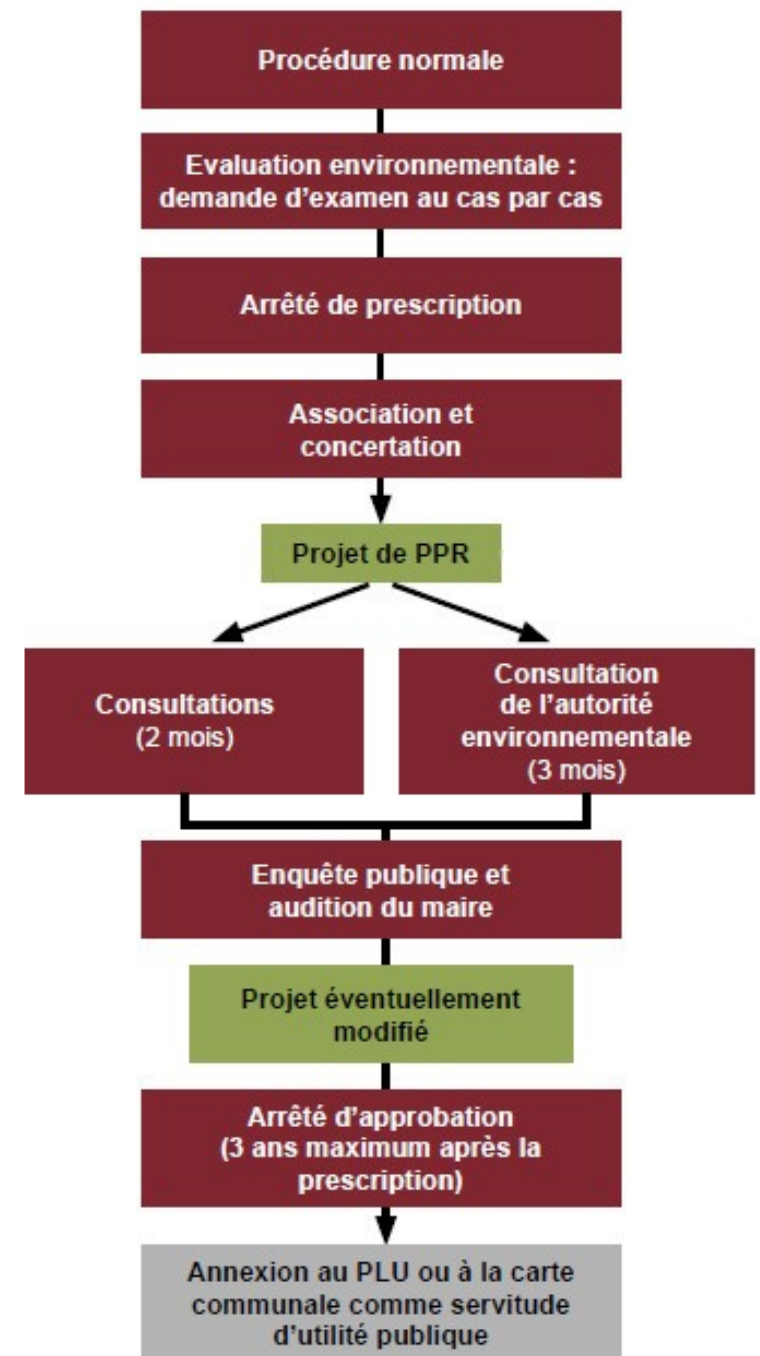 Procédure normale
Evaluation environnementale :
demande d'examen au cas par cas
Arrêté de prescription
Association et
concertation
Projet de PPR
Consultations
(2 mois)
Consultation
de l'autorité
environnementale
(3 mois)
Enquête publique et
audition du maire
Projet éventuellement
modifié
Arrêté d'approbation
(3 ans maximum après la
prescription)
Annexion au PLU ou à la carte
communale comme servitude
d'utilité publique